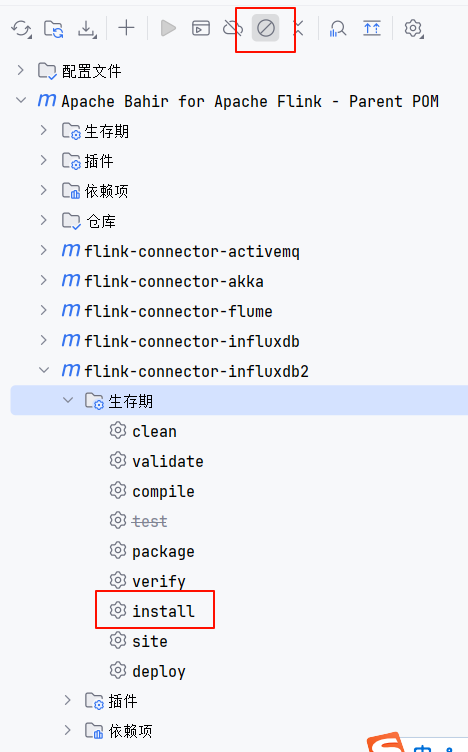 配置文件
Apache Bahir for Apache Flink - Parent POM
生存期
插件
依赖项
仓库
flink-connector-activemq
flink-connector-akka
flink-connector-flume
flink-connector-influxdb
flink-connector-influxdb2
生存期
clean
validate
compile
test
package
verify
install
site
deploy
插件
依赖项